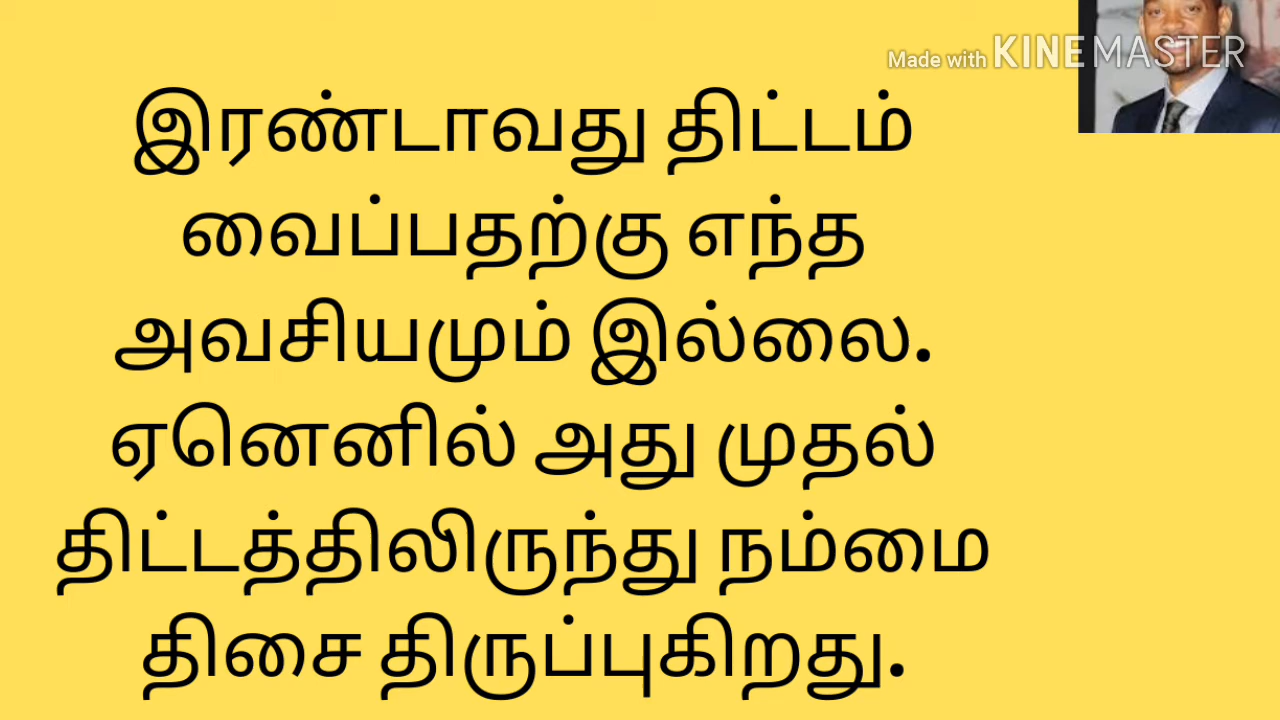 Made with KINEMASTER
இரண்டாவது திட்டம்
வைப்பதற்கு எந்த
அவசியமும் இல்லை.
ஏனெனில் அது முதல்
திட்டத்திலிருந்து நம்மை
திசை திருப்புகிறது.